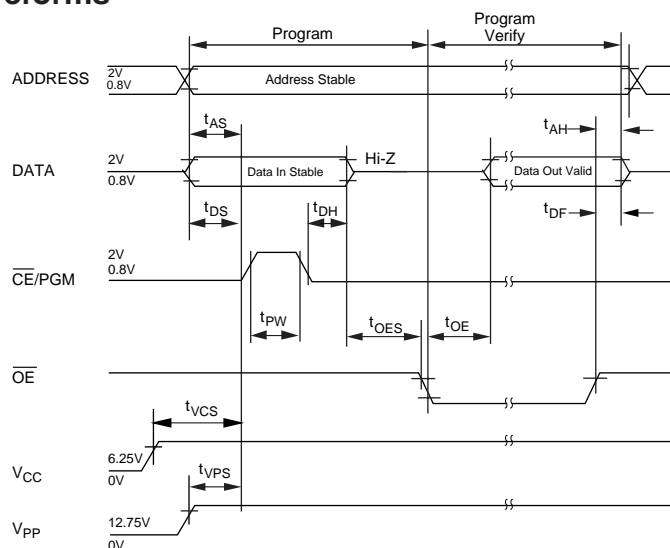 Program
Program
Verify
ADDRESS
2V
0.8V
Address Stable
tAS
tAH
DATA
2V
0.8V
Data In Stable
Hi-Z
Data Out Valid
tDS
tDH
tDF
CE/PGM
2V
0.8V
tPW
tOES
tOE
OE
tVCS
VCC
6.25V
0V
tVPS
VPP
12.75V
0V